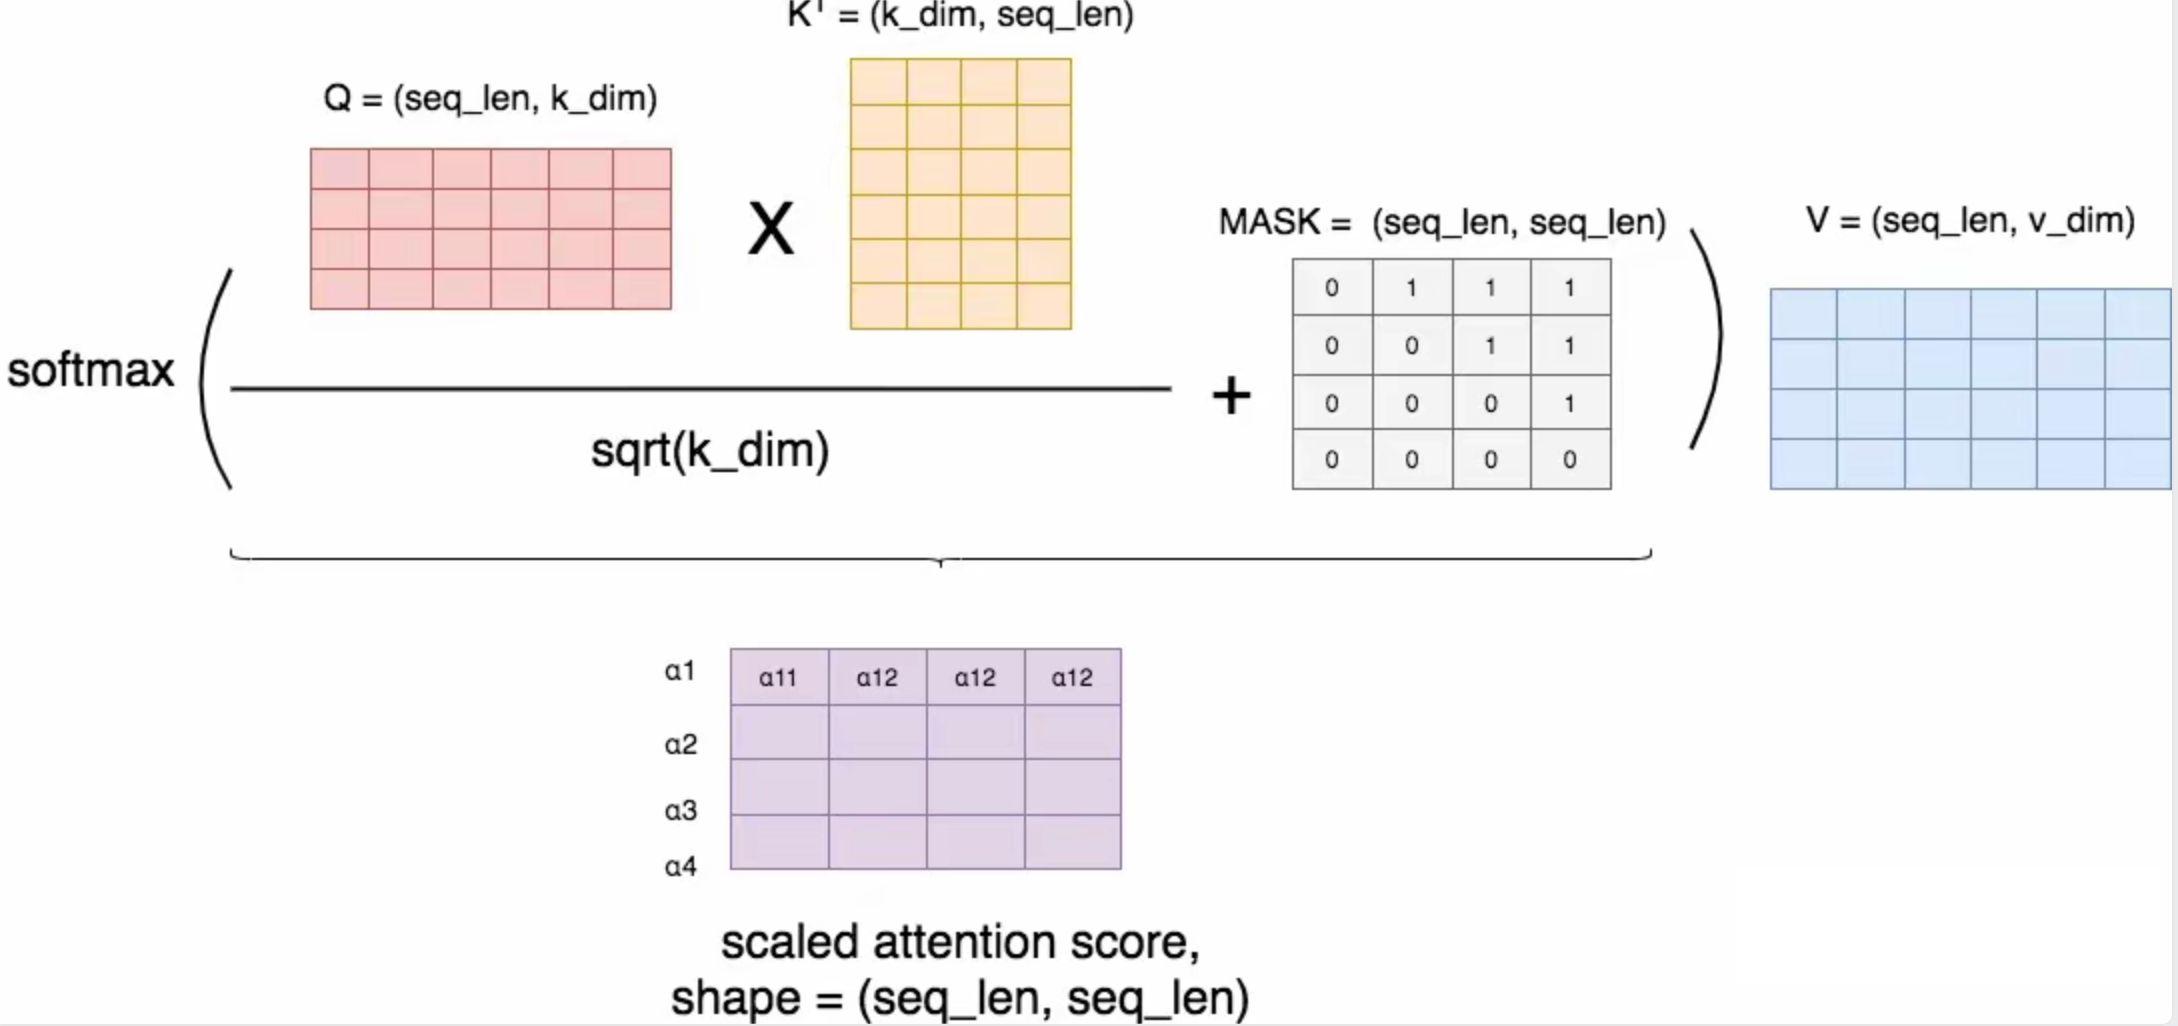 Kᵀ = (k_dim, seq_len)
Q = (seq_len, k_dim)
X
MASK = (seq_len, seq_len)
V = (seq_len, v_dim)
0 1 1 1
0 0 1 1
0 0 0 1
0 0 0 0
softmax
+
sqrt(k_dim)
α1 α11 α12 α12 α12
α2
α3
α4
scaled attention score,
shape = (seq_len, seq_len)